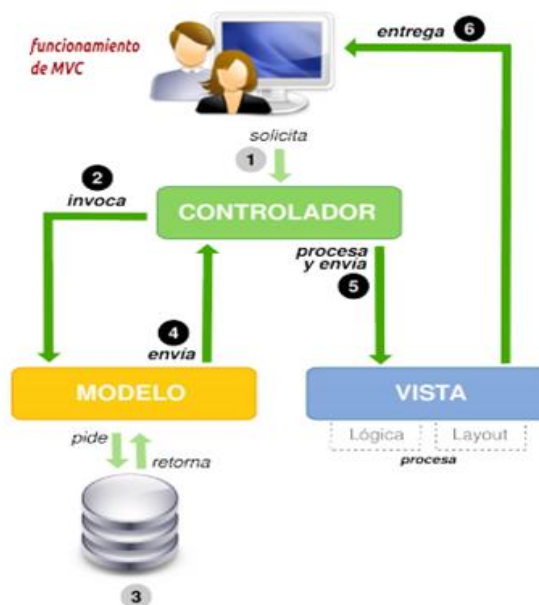 funcionamiento
de MVC
entrega 6
solicita
1
2
invoca
CONTROLADOR
procesa
y envía
5
4
envía
MODELO
VISTA
Lógica Layout
procesa
pide
retorna
3